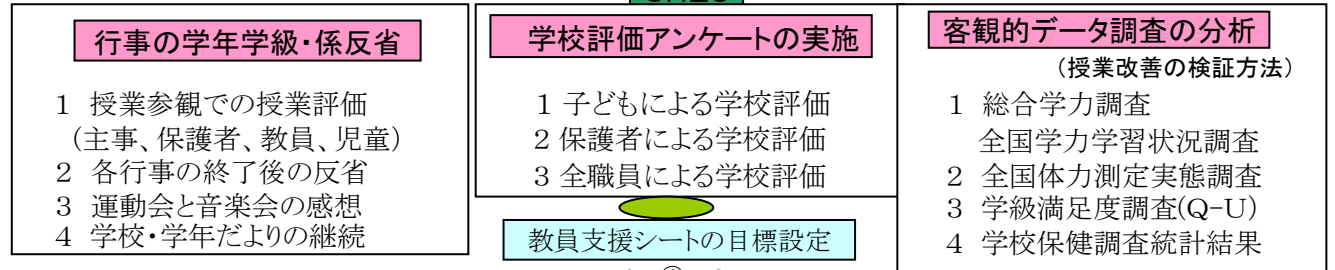 行事の学年学級・係反省
1 授業参観での授業評価
(主事、保護者、教員、児童)
2 各行事の終了後の反省
3 運動会と音楽会の感想
4 学校・学年だよりの継続
学校評価アンケートの実施
1 子どもによる学校評価
2 保護者による学校評価
3 全職員による学校評価
教員支援シートの目標設定
客観的データ調査の分析
(授業改善の検証方法)
1 総合学力調査
全国学力学習状況調査
2 全国体力測定実態調査
3 学級満足度調査(Q-U)
4 学校保健調査統計結果